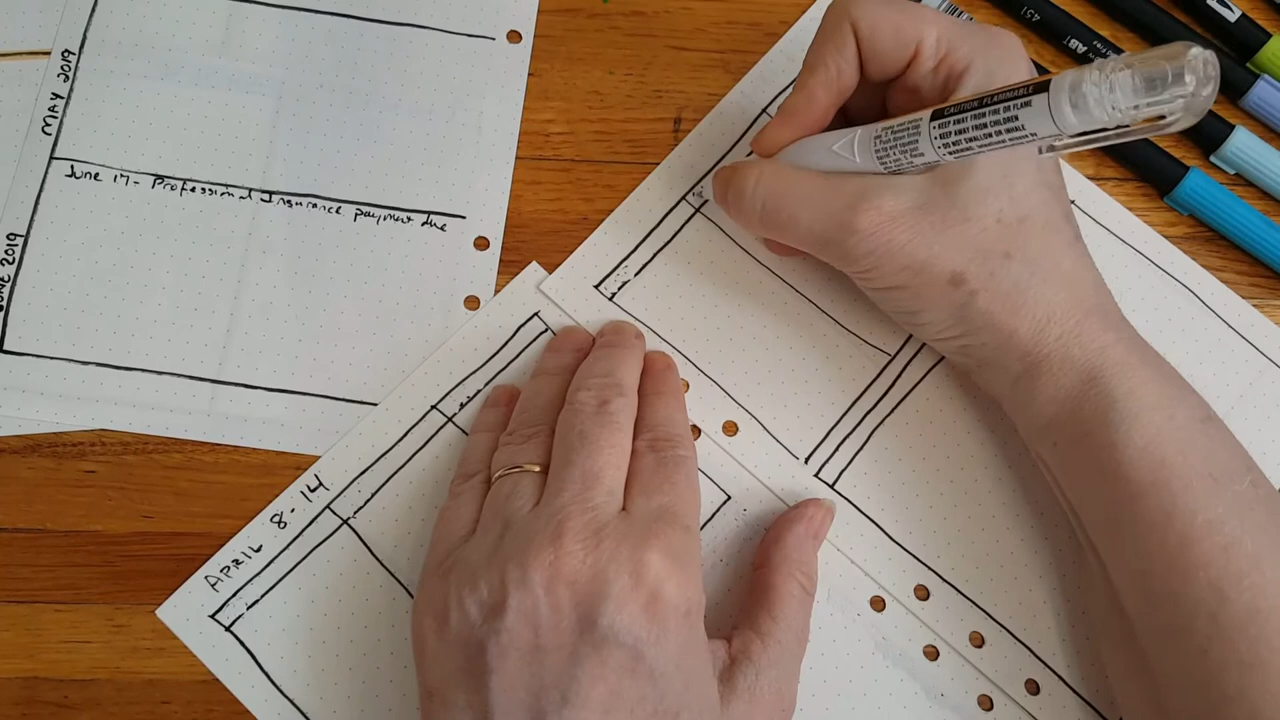 MAY 2019
June 17- Professional Insurance payment due
JUNE 2019
APRIL 8-14
CAUTION: FLAMMABLE
• KEEP AWAY FROM FIRE OR FLAME
• KEEP AWAY FROM CHILDREN
• DO NOT SWALLOW OR INHALE
451
ABT